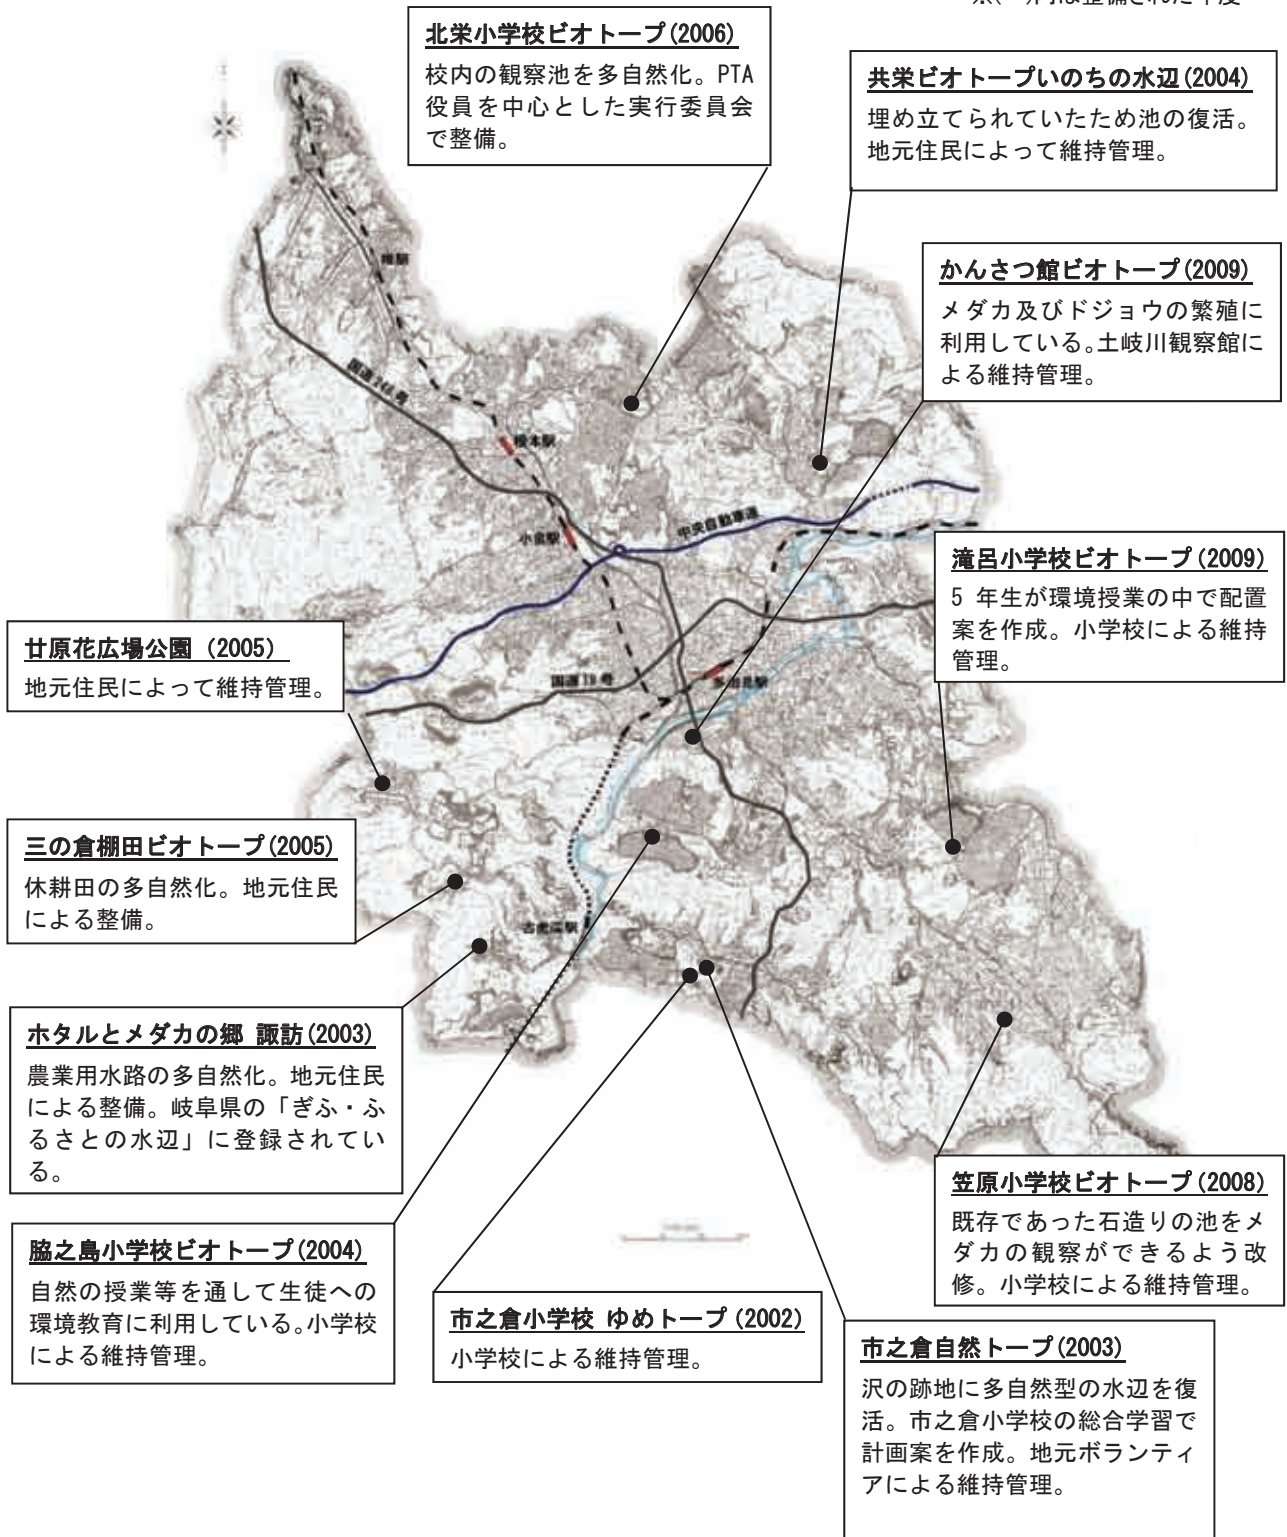 北栄小学校ビオトープ(2006)
校内の観察池を多自然化。PTA
役員を中心とした実行委員会
で整備。
共栄ビオトープいのちの水辺(2004)
埋め立てられていたため池の復活。
地元住民によって維持管理。
かんさつ館ビオトープ(2009)
メダカ及びドジョウの繁殖に
利用している。土岐川観察館に
よる維持管理。
国道248号
根本駅
小泉駅
中央自動車道
滝呂小学校ビオトープ(2009)
5 年生が環境授業の中で配置
案を作成。小学校による維持
管理。
廿原花広場公園 (2005)
地元住民によって維持管理。
国道19号
多治見駅
三の倉棚田ビオトープ(2005)
休耕田の多自然化。地元住民
による整備。
古虎渓駅
ホタルとメダカの郷 諏訪(2003)
農業用水路の多自然化。地元住民
による整備。岐阜県の「ぎふ・ふ
るさとの水辺」に登録されてい
る。
笠原小学校ビオトープ(2008)
既存であった石造りの池をメ
ダカの観察ができるよう改
修。小学校による維持管理。
脇之島小学校ビオトープ(2004)
自然の授業等を通して生徒への
環境教育に利用している。小学校
による維持管理。
市之倉小学校 ゆめトープ(2002)
小学校による維持管理。
市之倉自然トープ(2003)
沢の跡地に多自然型の水辺を復
活。市之倉小学校の総合学習で
計画案を作成。地元ボランティ
アによる維持管理。